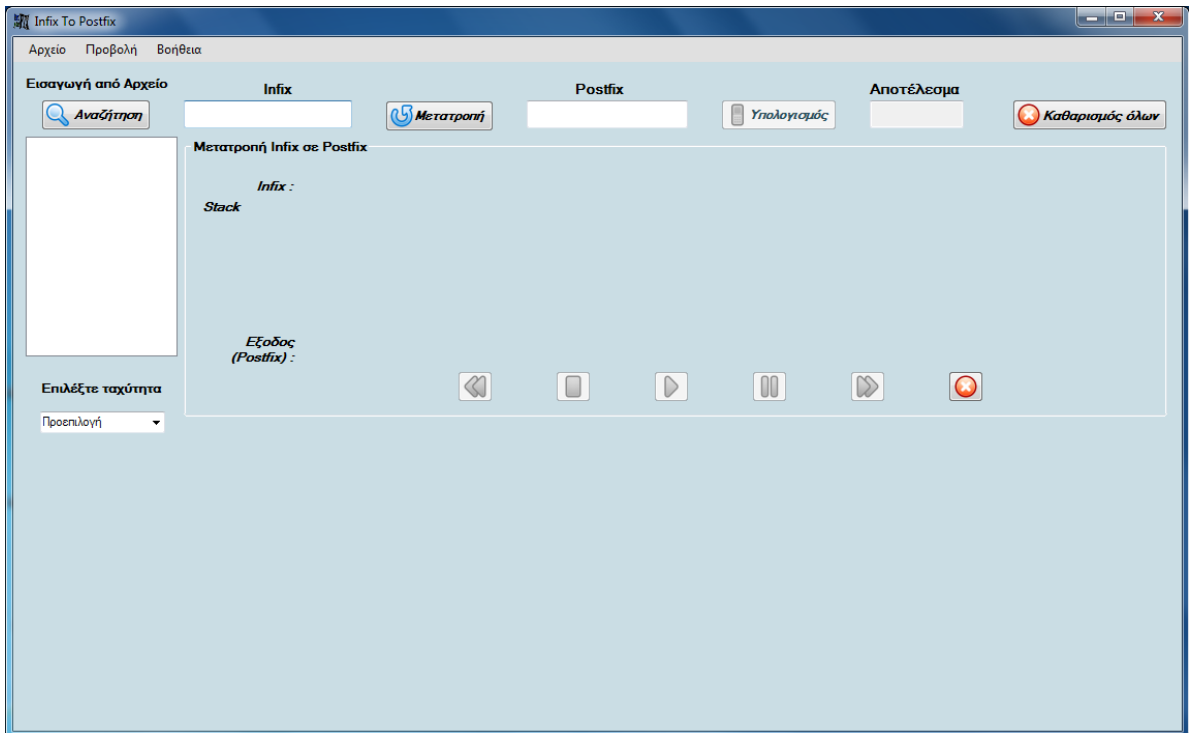 Infix To Postfix
Αρχείο Προβολή Βοήθεια
Εισαγωγή από Αρχείο Infix Postfix Αποτέλεσμα
Αναζήτηση Μετατροπή Υπολογισμός Καθαρισμός όλων
Μετατροπή Infix σε Postfix
Infix :
Stack
Εξοδος
(Postfix) :
Επιλέξτε ταχύτητα
Προεπιλογή